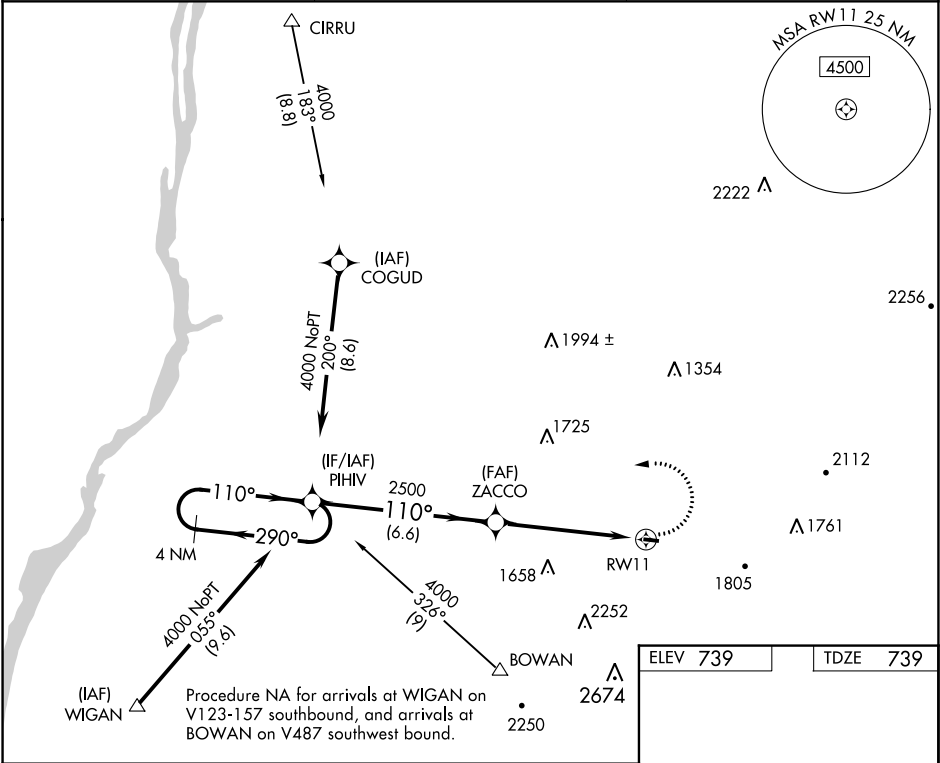 CIRRU
MSA RW11 25 NM
4500
4000
183°
(8.8)
2222
(IAF)
COGUD
2256
4000 NoPT
200°
(8.6)
1994 ±
1354
1725
(IF/IAF)
PIHIV
2500
110°
(6.6)
(FAF)
ZACCO
2112
110°
290°
4 NM
1761
RW11
1658
1805
4000
326°
(9)
4000 NoPT
055°
(9.6)
2252
BOWAN
2674
ELEV 739
TDZE 739
(IAF)
WIGAN
Procedure NA for arrivals at WIGAN on
V123-157 southbound, and arrivals at
BOWAN on V487 southwest bound.
2250